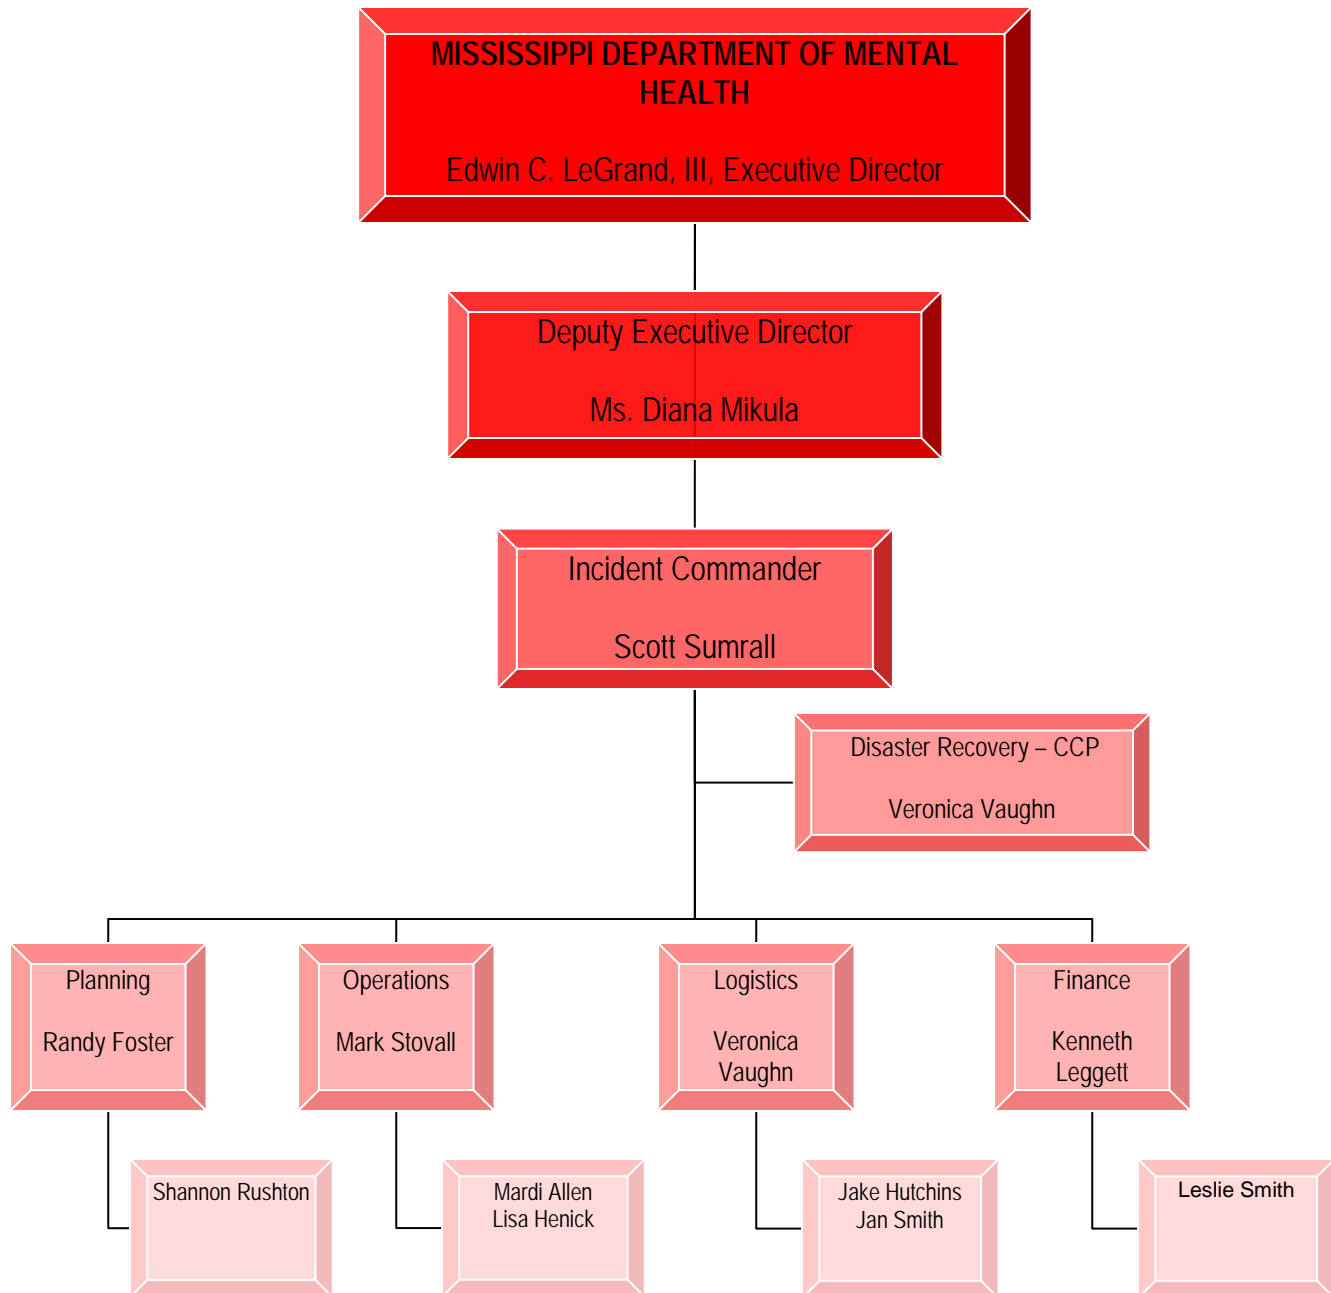 MISSISSIPPI DEPARTMENT OF MENTAL
HEALTH
Edwin C. LeGrand, III, Executive Director
Deputy Executive Director
Ms. Diana Mikula
Incident Commander
Scott Sumrall
Disaster Recovery – CCP
Veronica Vaughn
Planning
Randy Foster
Operations
Mark Stovall
Logistics
Veronica
Vaughn
Finance
Kenneth
Leggett
Shannon Rushton
Mardi Allen
Lisa Henick
Jake Hutchins
Jan Smith
Leslie Smith